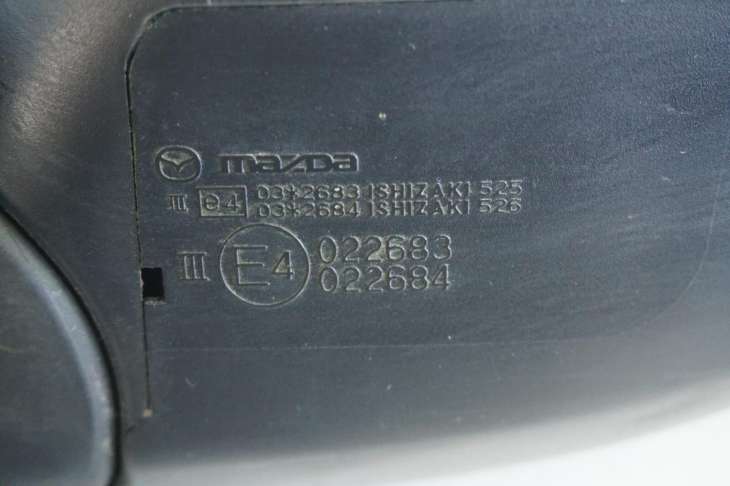 mazda
III e4 03*2683 ISHIZAKI 525
03*2684 ISHIZAKI 526
III E4 022683
022684